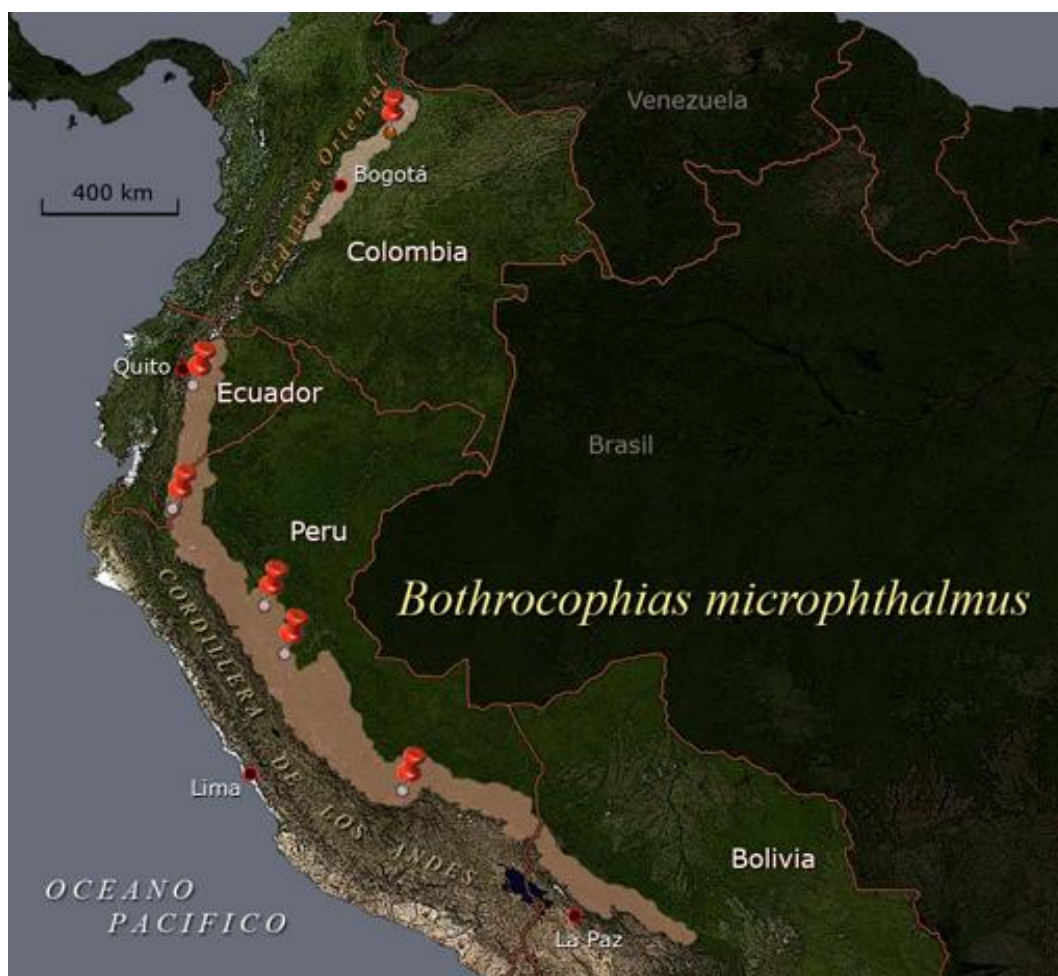 Venezuela
Cordillera Oriental
400 km
Bogotá
Colombia
Quito
Ecuador
Brasil
Peru
Bothrocophias microphthalmus
CORDILLERA DE LOS ANDES
Lima
Bolivia
OCEANO
PACIFICO
La Paz